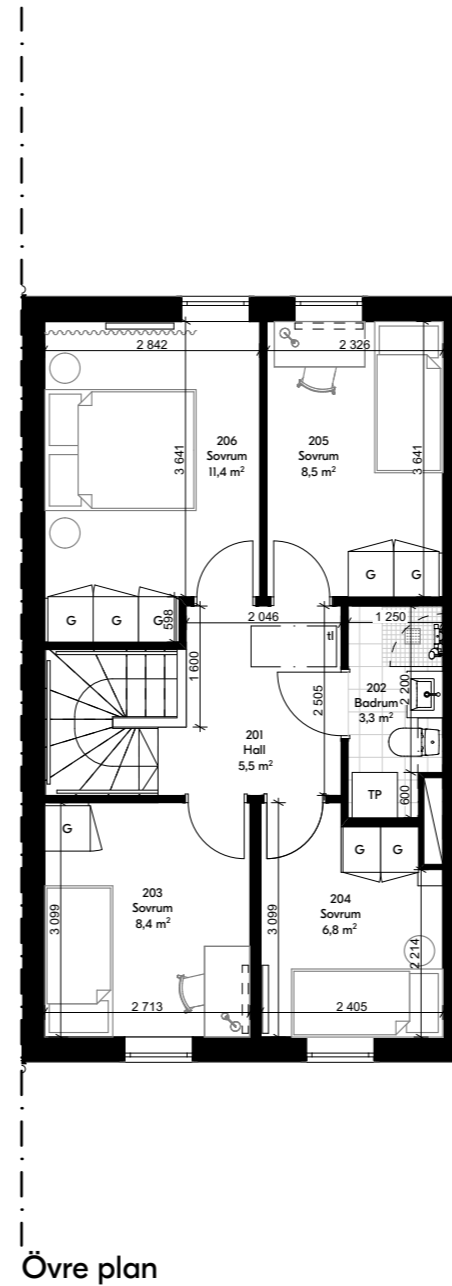 2 842
2 326
206
Sovrum
11,4 m²
205
Sovrum
8,5 m²
3 641
3 641
G
G
G
G
G
598
2 046
1 250
tl
1 600
2 505
2 200
202
Badrum
3,3 m²
201
Hall
5,5 m²
TP
600
G
G
G
3 099
203
Sovrum
8,4 m²
3 099
204
Sovrum
6,8 m²
2 214
2 713
2 405
Övre plan